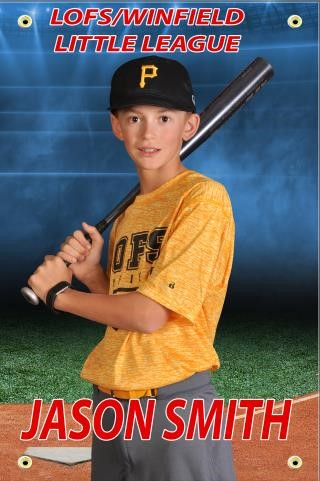 LOFS/WINFIELD
LITTLE LEAGUE
P
OFS
JASON SMITH